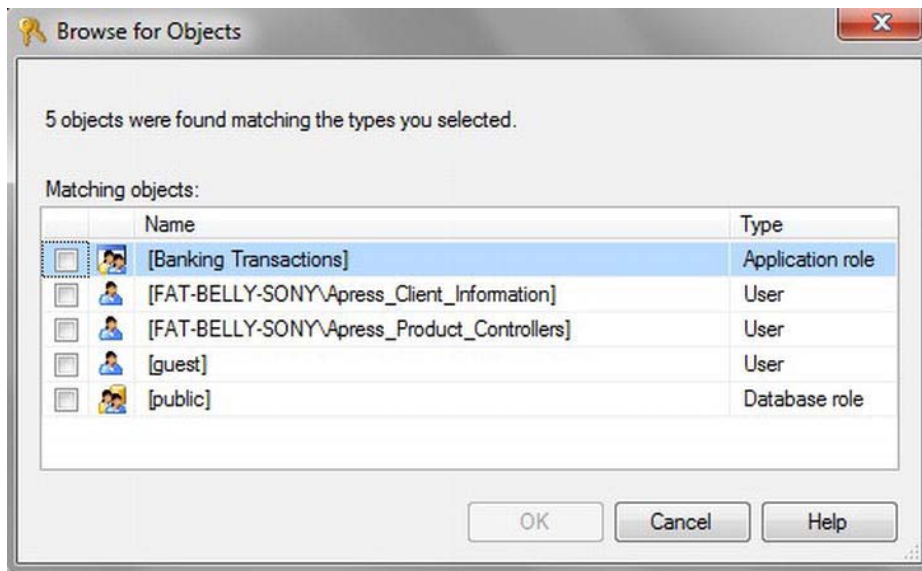 Browse for Objects
5 objects were found matching the types you selected.
Matching objects:
Name Type
[Banking Transactions] Application role
[FAT-BELLY-SONY\Apress_Client_Information] User
[FAT-BELLY-SONY\Apress_Product_Controllers] User
[guest] User
[public] Database role
OK Cancel Help